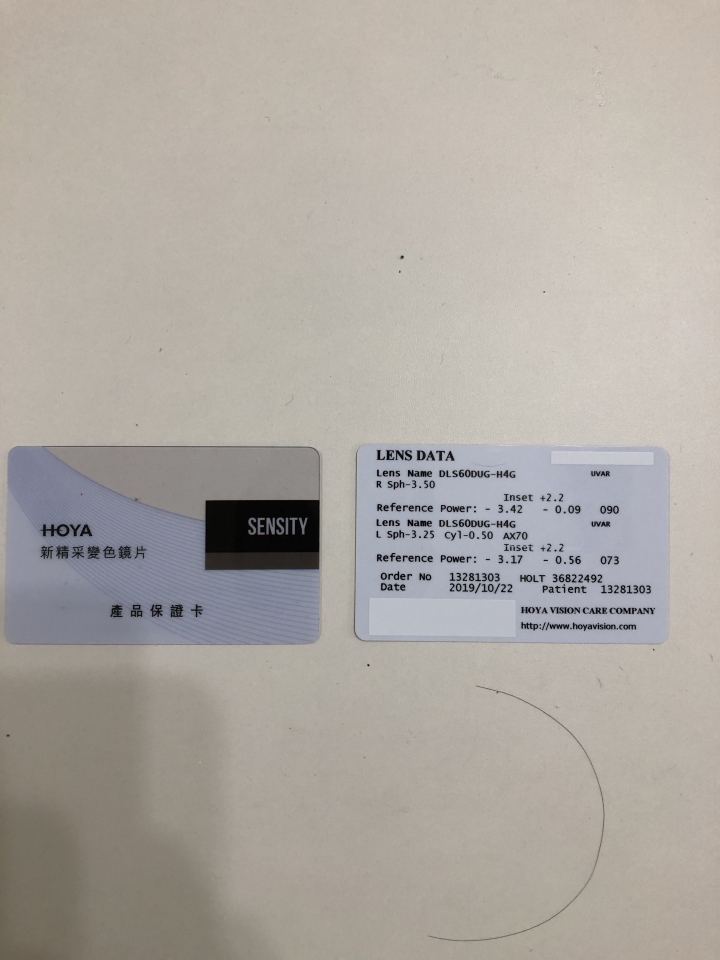 HOYA
新精采變色鏡片
SENSITY
產品保證卡
LENS DATA
Lens Name DLS60DUG-H4G UVAR
R Sph-3.50
Inset +2.2
Reference Power: - 3.42 - 0.09 090
Lens Name DLS60DUG-H4G UVAR
L Sph-3.25 Cyl-0.50 AX70
Inset +2.2
Reference Power: - 3.17 - 0.56 073
Order No 13281303 HOLT 36822492
Date 2019/10/22 Patient 13281303
HOYA VISION CARE COMPANY
http://www.hoyavision.com